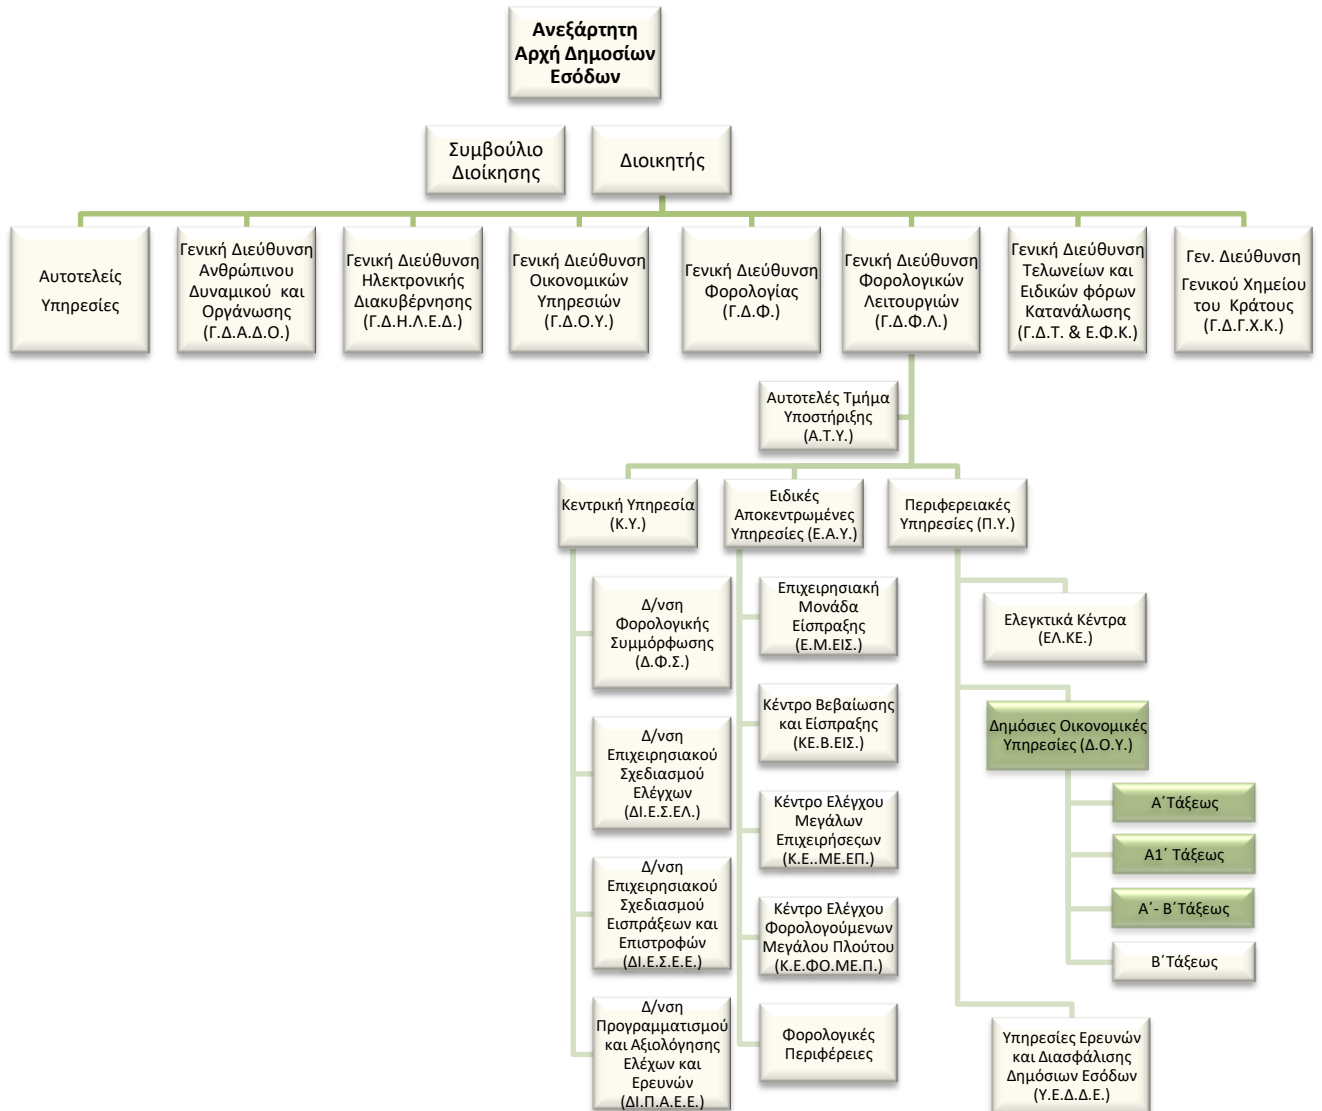 Ανεξάρτητη
Αρχή Δημοσίων
Εσόδων
Συμβούλιο
Διοίκησης
Διοικητής
Αυτοτελείς
Υπηρεσίες
Γενική Διεύθυνση
Ανθρώπινου
Δυναμικού και
Οργάνωσης
(Γ.Δ.Α.Δ.Ο.)
Γενική Διεύθυνση
Ηλεκτρονικής
Διακυβέρνησης
(Γ.Δ.Η.Λ.Ε.Δ.)
Γενική Διεύθυνση
Οικονομικών
Υπηρεσιών
(Γ.Δ.Ο.Υ.)
Γενική Διεύθυνση
Φορολογίας
(Γ.Δ.Φ.)
Γενική Διεύθυνση
Φορολογικών
Λειτουργιών
(Γ.Δ.Φ.Λ.)
Γενική Διεύθυνση
Τελωνείων και
Ειδικών φόρων
Κατανάλωσης
(Γ.Δ.Τ. & Ε.Φ.Κ.)
Γεν. Διεύθυνση
Γενικού Χημείου
του Κράτους
(Γ.Δ.Γ.Χ.Κ.)
Αυτοτελές Τμήμα
Υποστήριξης
(Α.Τ.Υ.)
Κεντρική Υπηρεσία
(Κ.Υ.)
Ειδικές
Αποκεντρωμένες
Υπηρεσίες (Ε.Α.Υ.)
Περιφερειακές
Υπηρεσίες (Π.Υ.)
Δ/νση
Φορολογικής
Συμμόρφωσης
(Δ.Φ.Σ.)
Δ/νση
Επιχειρησιακού
Σχεδιασμού
Ελέγχων
(ΔΙ.Ε.Σ.ΕΛ.)
Δ/νση
Επιχειρησιακού
Σχεδιασμού
Εισπράξεων και
Επιστροφών
(ΔΙ.Ε.Σ.Ε.Ε.)
Δ/νση
Προγραμματισμού
και Αξιολόγησης
Ελέχων και
Ερευνών
(ΔΙ.Π.Α.Ε.Ε.)
Επιχειρησιακή
Μονάδα
Είσπραξης
(Ε.Μ.ΕΙΣ.)
Κέντρο Βεβαίωσης
και Είσπραξης
(ΚΕ.Β.ΕΙΣ.)
Κέντρο Ελέγχου
Μεγάλων
Επιχειρήσεςων
(Κ.Ε..ΜΕ.ΕΠ.)
Κέντρο Ελέγχου
Φορολογούμενων
Μεγάλου Πλούτου
(Κ.Ε.ΦΟ.ΜΕ.Π.)
Φορολογικές
Περιφέρειες
Ελεγκτικά Κέντρα
(ΕΛ.ΚΕ.)
Δημόσιες Οικονομικές
Υπηρεσίες (Δ.Ο.Υ.)
Α΄Τάξεως
Α1΄ Τάξεως
Α΄- Β΄Τάξεως
Β΄Τάξεως
Υπηρεσίες Ερευνών
και Διασφάλισης
Δημόσιων Εσόδων
(Υ.Ε.Δ.Δ.Ε.)